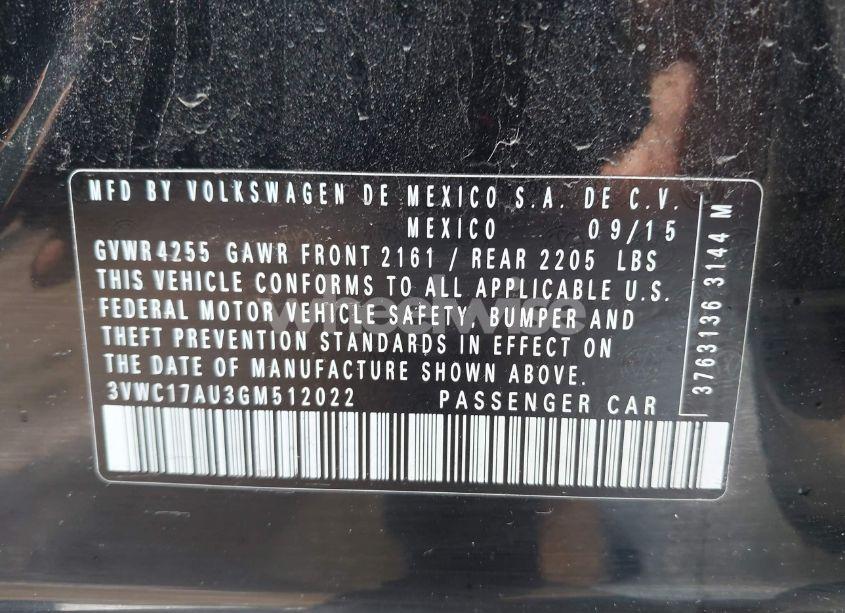 MFD BY VOLKSWAGEN DE MEXICO S.A. DE C.V.
MEXICO 09/15
GVWR 4255 GAWR FRONT 2161 / REAR 2205 LBS
THIS VEHICLE CONFORMS TO ALL APPLICABLE U.S.
FEDERAL MOTOR VEHICLE SAFETY, BUMPER AND
THEFT PREVENTION STANDARDS IN EFFECT ON
THE DATE OF MANUFACTURE SHOWN ABOVE.
3VWC17AU3GM512022 PASSENGER CAR
3763136 3144 M
wheelwise